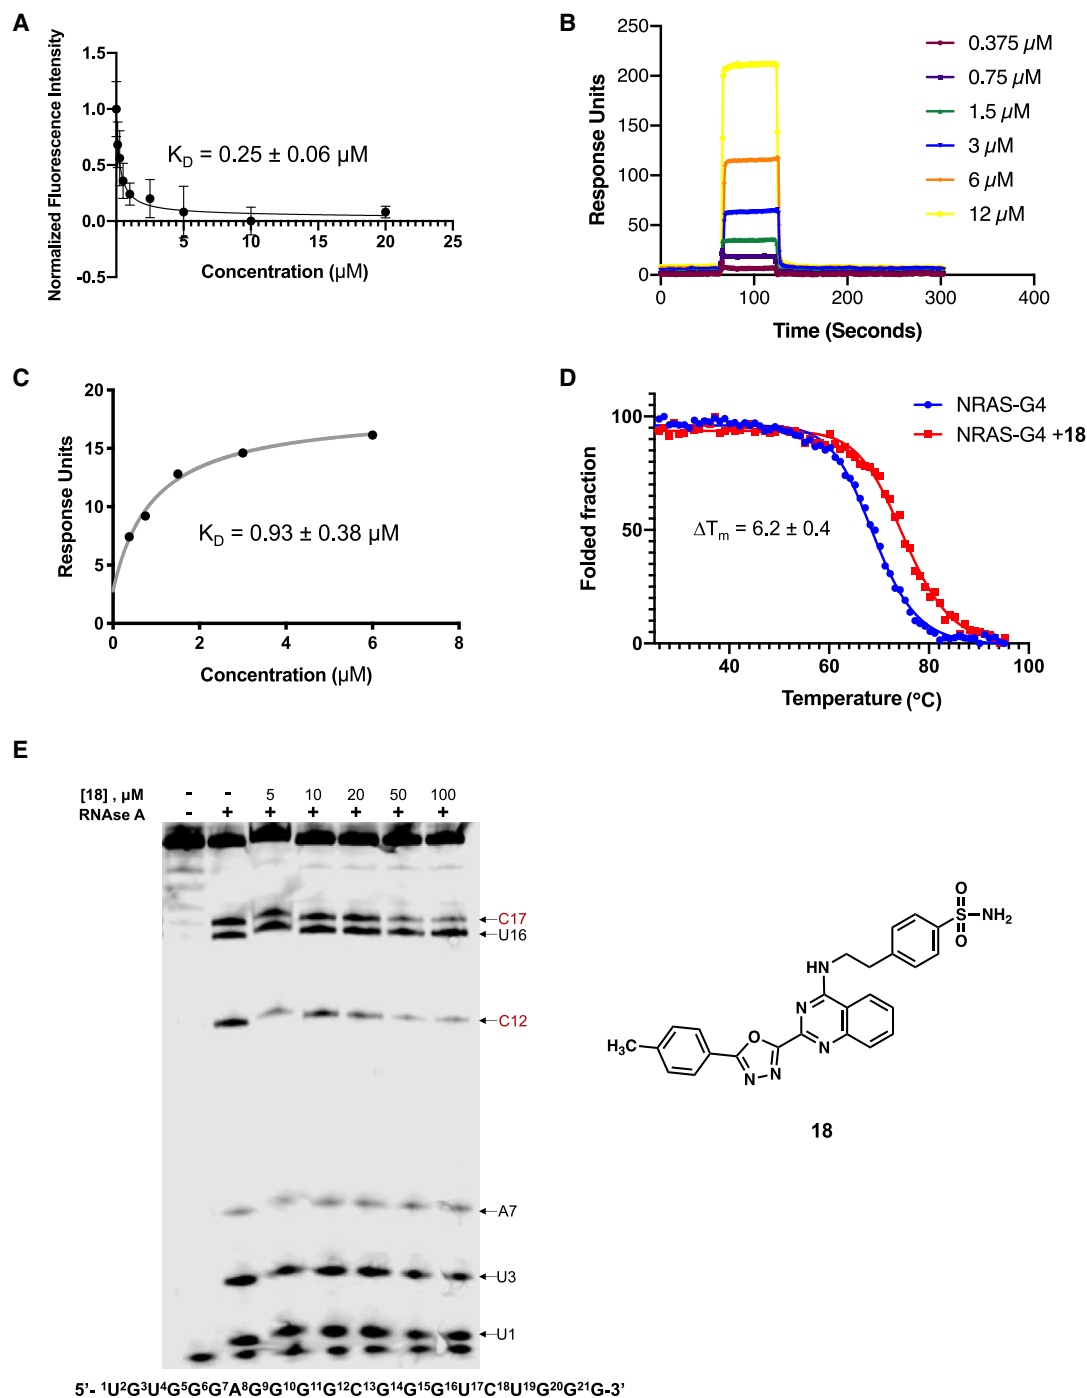 A
Normalized Fluorescence Intensity
1.5
1.0
0.5
0.0
-0.5
5
10
15
20
25
K_D = 0.25 ± 0.06 μM
Concentration (μM)
B
Response Units
250
200
150
100
50
0
0
100
200
300
400
Time (Seconds)
0.375 μM
0.75 μM
1.5 μM
3 μM
6 μM
12 μM
C
Response Units
20
15
10
5
0
0
2
4
6
8
K_D = 0.93 ± 0.38 μM
Concentration (μM)
D
Folded fraction
100
50
0
40
60
80
100
ΔT_m = 6.2 ± 0.4
Temperature (°C)
NRAS-G4
NRAS-G4 +18
E
[18] , μM - - 5 10 20 50 100
RNAse A - + + + + + +
C17
U16
C12
A7
U3
U1
5’- ¹U²G³U⁴G⁵G⁶G⁷A⁸G⁹G¹⁰G¹¹G¹²C¹³G¹⁴G¹⁵G¹⁶U¹⁷C¹⁸U¹⁹G²⁰G²¹G-3’
O
S
NH₂
O
HN
N
N
O
N
N
H₃C
18